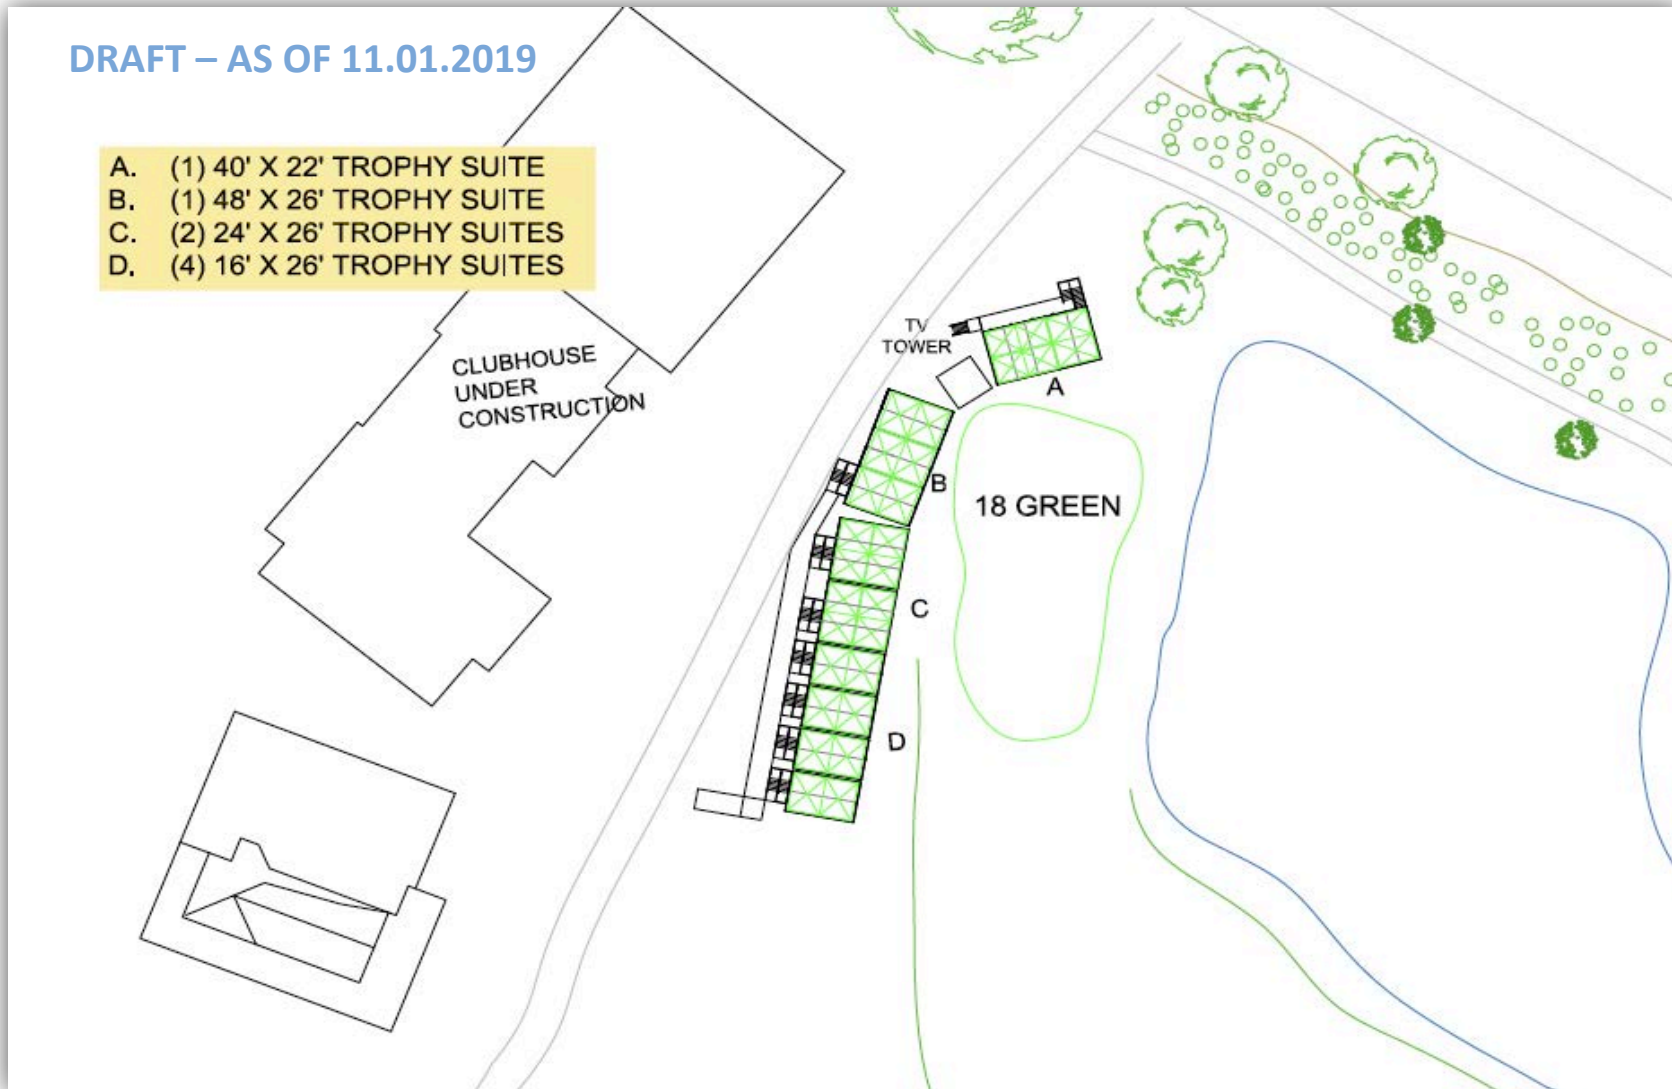 DRAFT – AS OF 11.01.2019
A. (1) 40' X 22' TROPHY SUITE
B. (1) 48' X 26' TROPHY SUITE
C. (2) 24' X 26' TROPHY SUITES
D. (4) 16' X 26' TROPHY SUITES
CLUBHOUSE
UNDER
CONSTRUCTION
TV
TOWER
A
B
18 GREEN
C
D